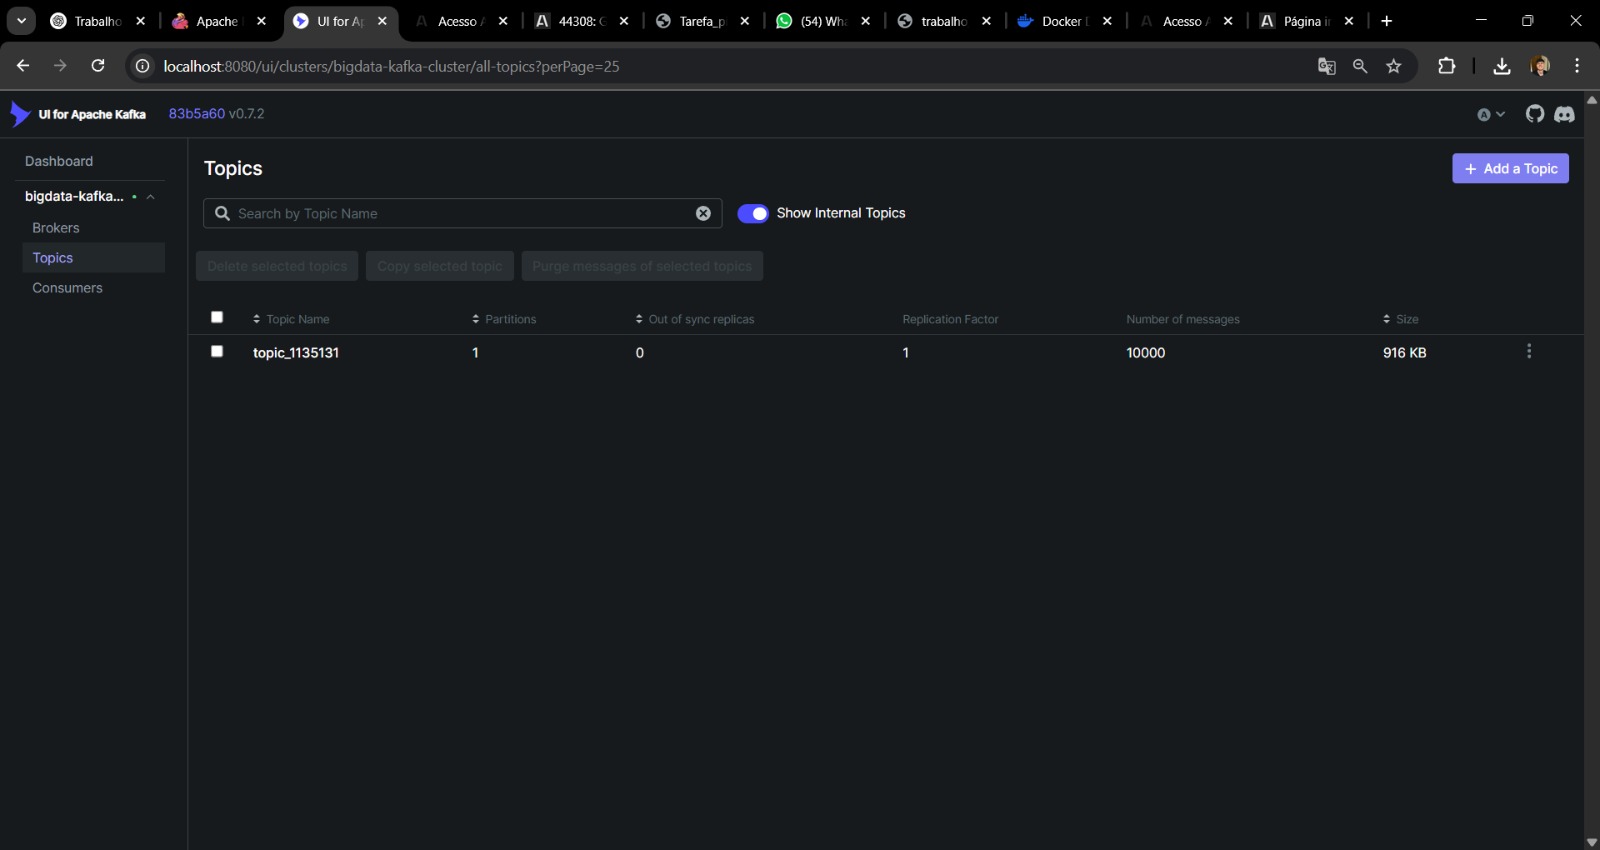 Trabalho
Apache
UI for A
Acesso
44308:
Tarefa_p
(54) Wh
trabalho
Docker
Acesso
Página i
localhost:8080/ui/clusters/bigdata-kafka-cluster/all-topics?perPage=25
UI for Apache Kafka 83b5a60 v0.7.2
A
Dashboard
bigdata-kafka...
Brokers
Topics
Consumers
Topics
+ Add a Topic
Search by Topic Name
Show Internal Topics
Delete selected topics Copy selected topic Purge messages of selected topics
Topic Name Partitions Out of sync replicas Replication Factor Number of messages Size
topic_1135131 1 0 1 10000 916 KB